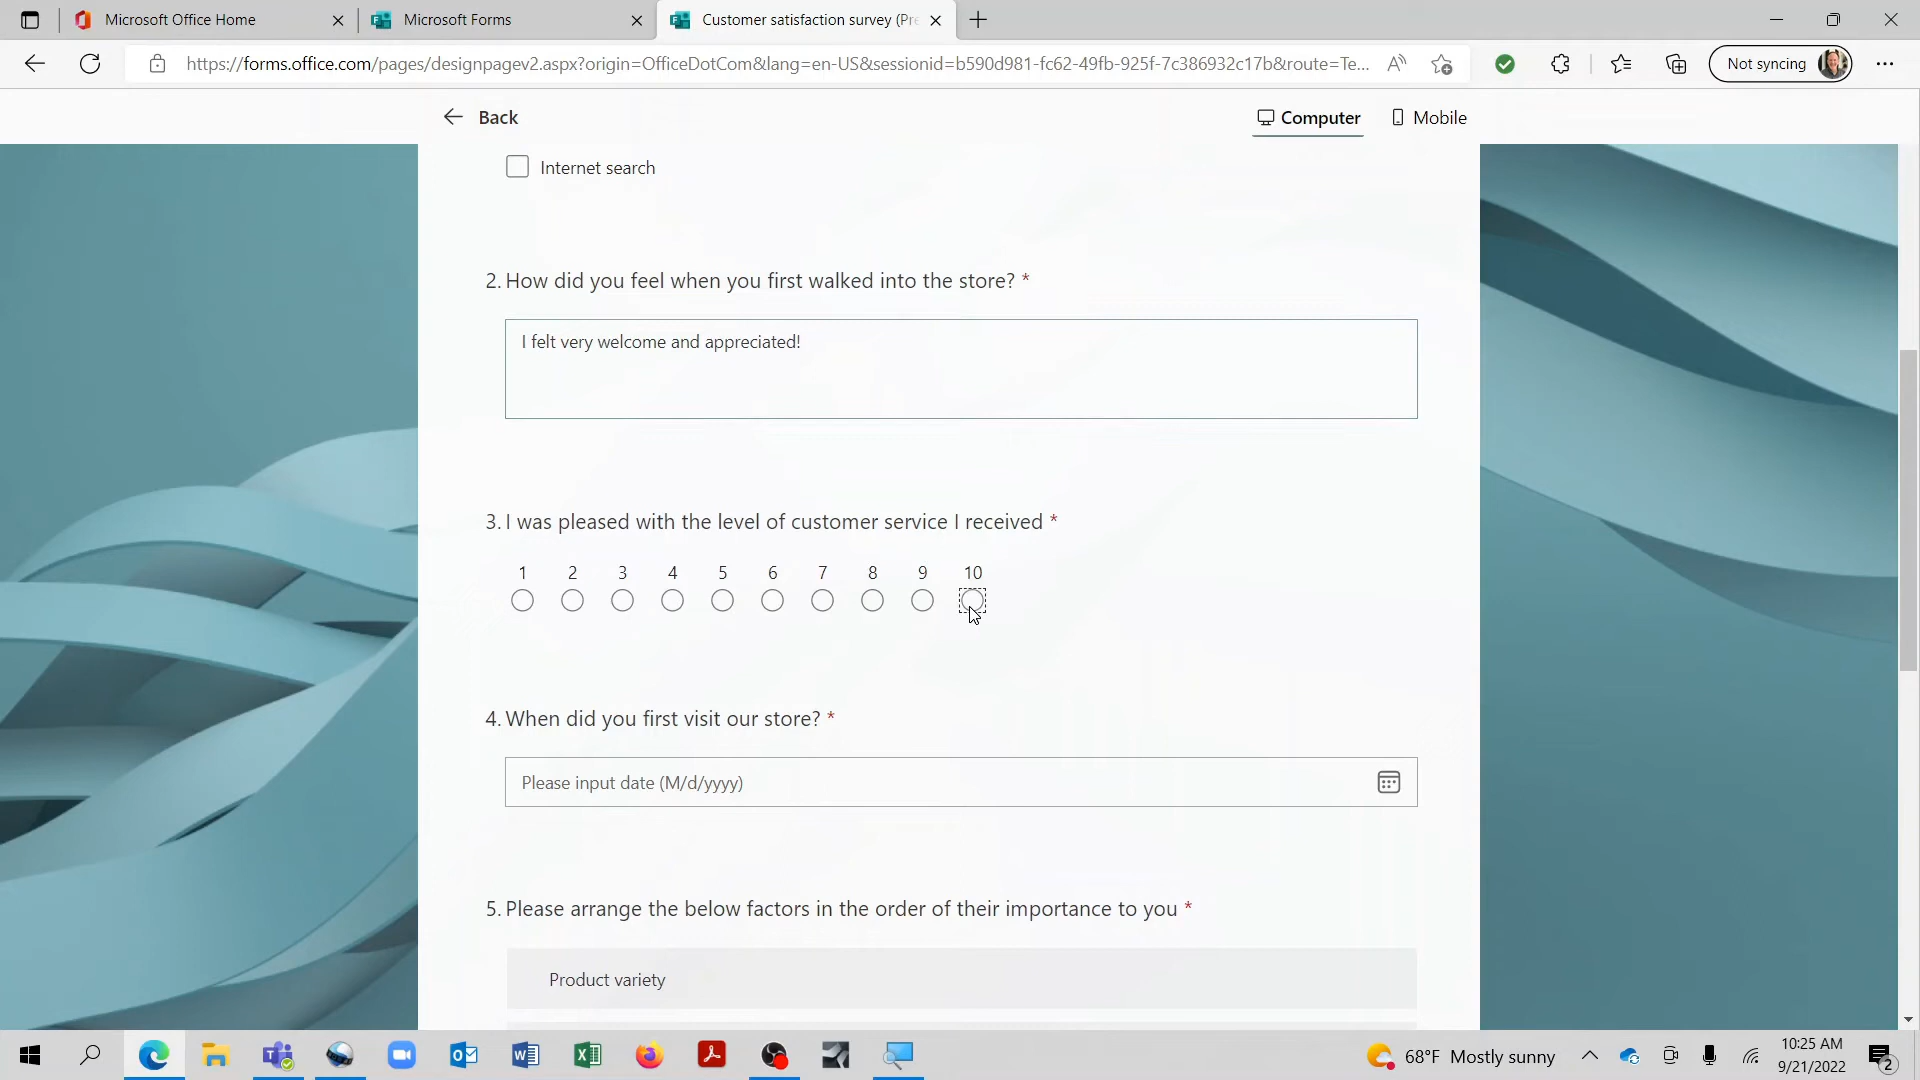 Microsoft Office Home
Microsoft Forms
Customer satisfaction survey (Pre
https://forms.office.com/pages/designpagev2.aspx?origin=OfficeDotCom&lang=en-US&sessionid=b590d981-fc62-49fb-925f-7c386932c17b&route=Te...
Not syncing
Back
Computer
Mobile
Internet search
2. How did you feel when you first walked into the store? *
I felt very welcome and appreciated!
3. I was pleased with the level of customer service I received *
1 2 3 4 5 6 7 8 9 10
4. When did you first visit our store? *
Please input date (M/d/yyyy)
5. Please arrange the below factors in the order of their importance to you *
Product variety
68°F Mostly sunny
10:25 AM
9/21/2022
2